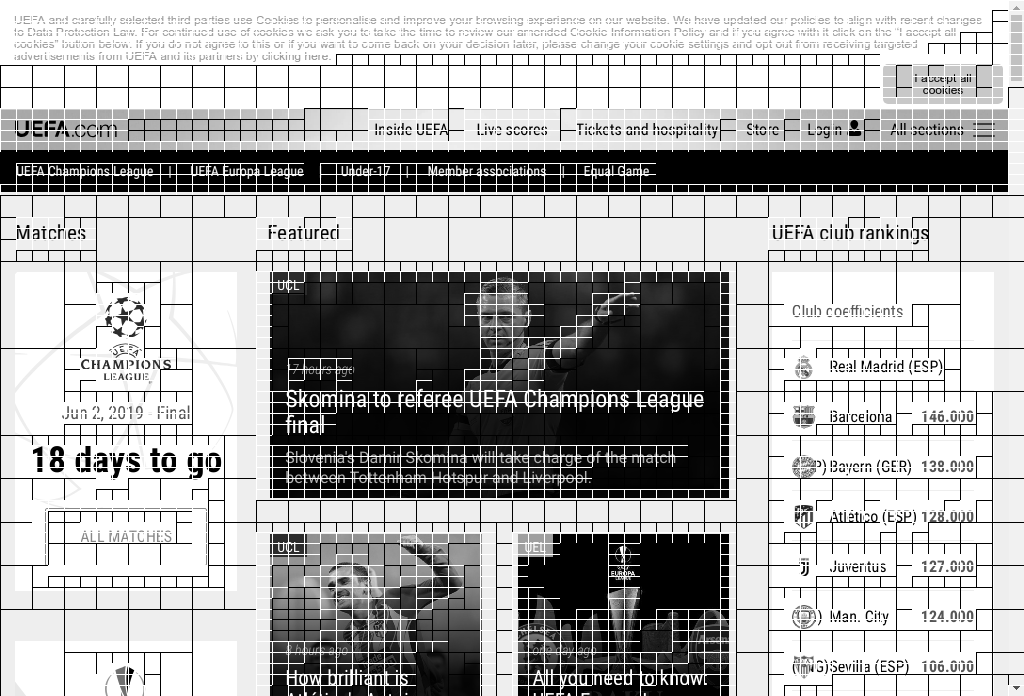 UEFA and carefully selected third parties use Cookies to personalise and improve your browsing experience on our website. We have updated our policies to align with recent changes
to Data Protection Law. For continued use of cookies we ask you to take the time to review our amended Cookie Information Policy and if you agree with it click on the "I accept all
cookies" button below. If you do not agree to this or if you want to come back on your decision later, please change your cookie settings and opt out from receiving targeted
advertisements from UEFA and its partners by clicking here.
I accept all
cookies
UEFA.com
Inside UEFA
Live scores
Tickets and hospitality
Store
Login
All sections
UEFA Champions League | UEFA Europa League
Under-17 | Member associations | Equal Game
Matches
CHAMPIONS
LEAGUE
Jun 2, 2019 - Final
18 days to go
ALL MATCHES
Featured
UCL
17 hours ago
Skomina to referee UEFA Champions League
final
Slovenia's Damir Skomina will take charge of the match
between Tottenham Hotspur and Liverpool.
UCL
8 hours ago
How brilliant is
UEL
EUROPA
one day ago
All you need to know:
UEFA club rankings
Club coefficients
Real Madrid (ESP)
Barcelona 146.000
P) Bayern (GER) 138.000
Atlético (ESP) 128.000
Juventus 127.000
) Man. City 124.000
G) Sevilla (ESP) 106.000